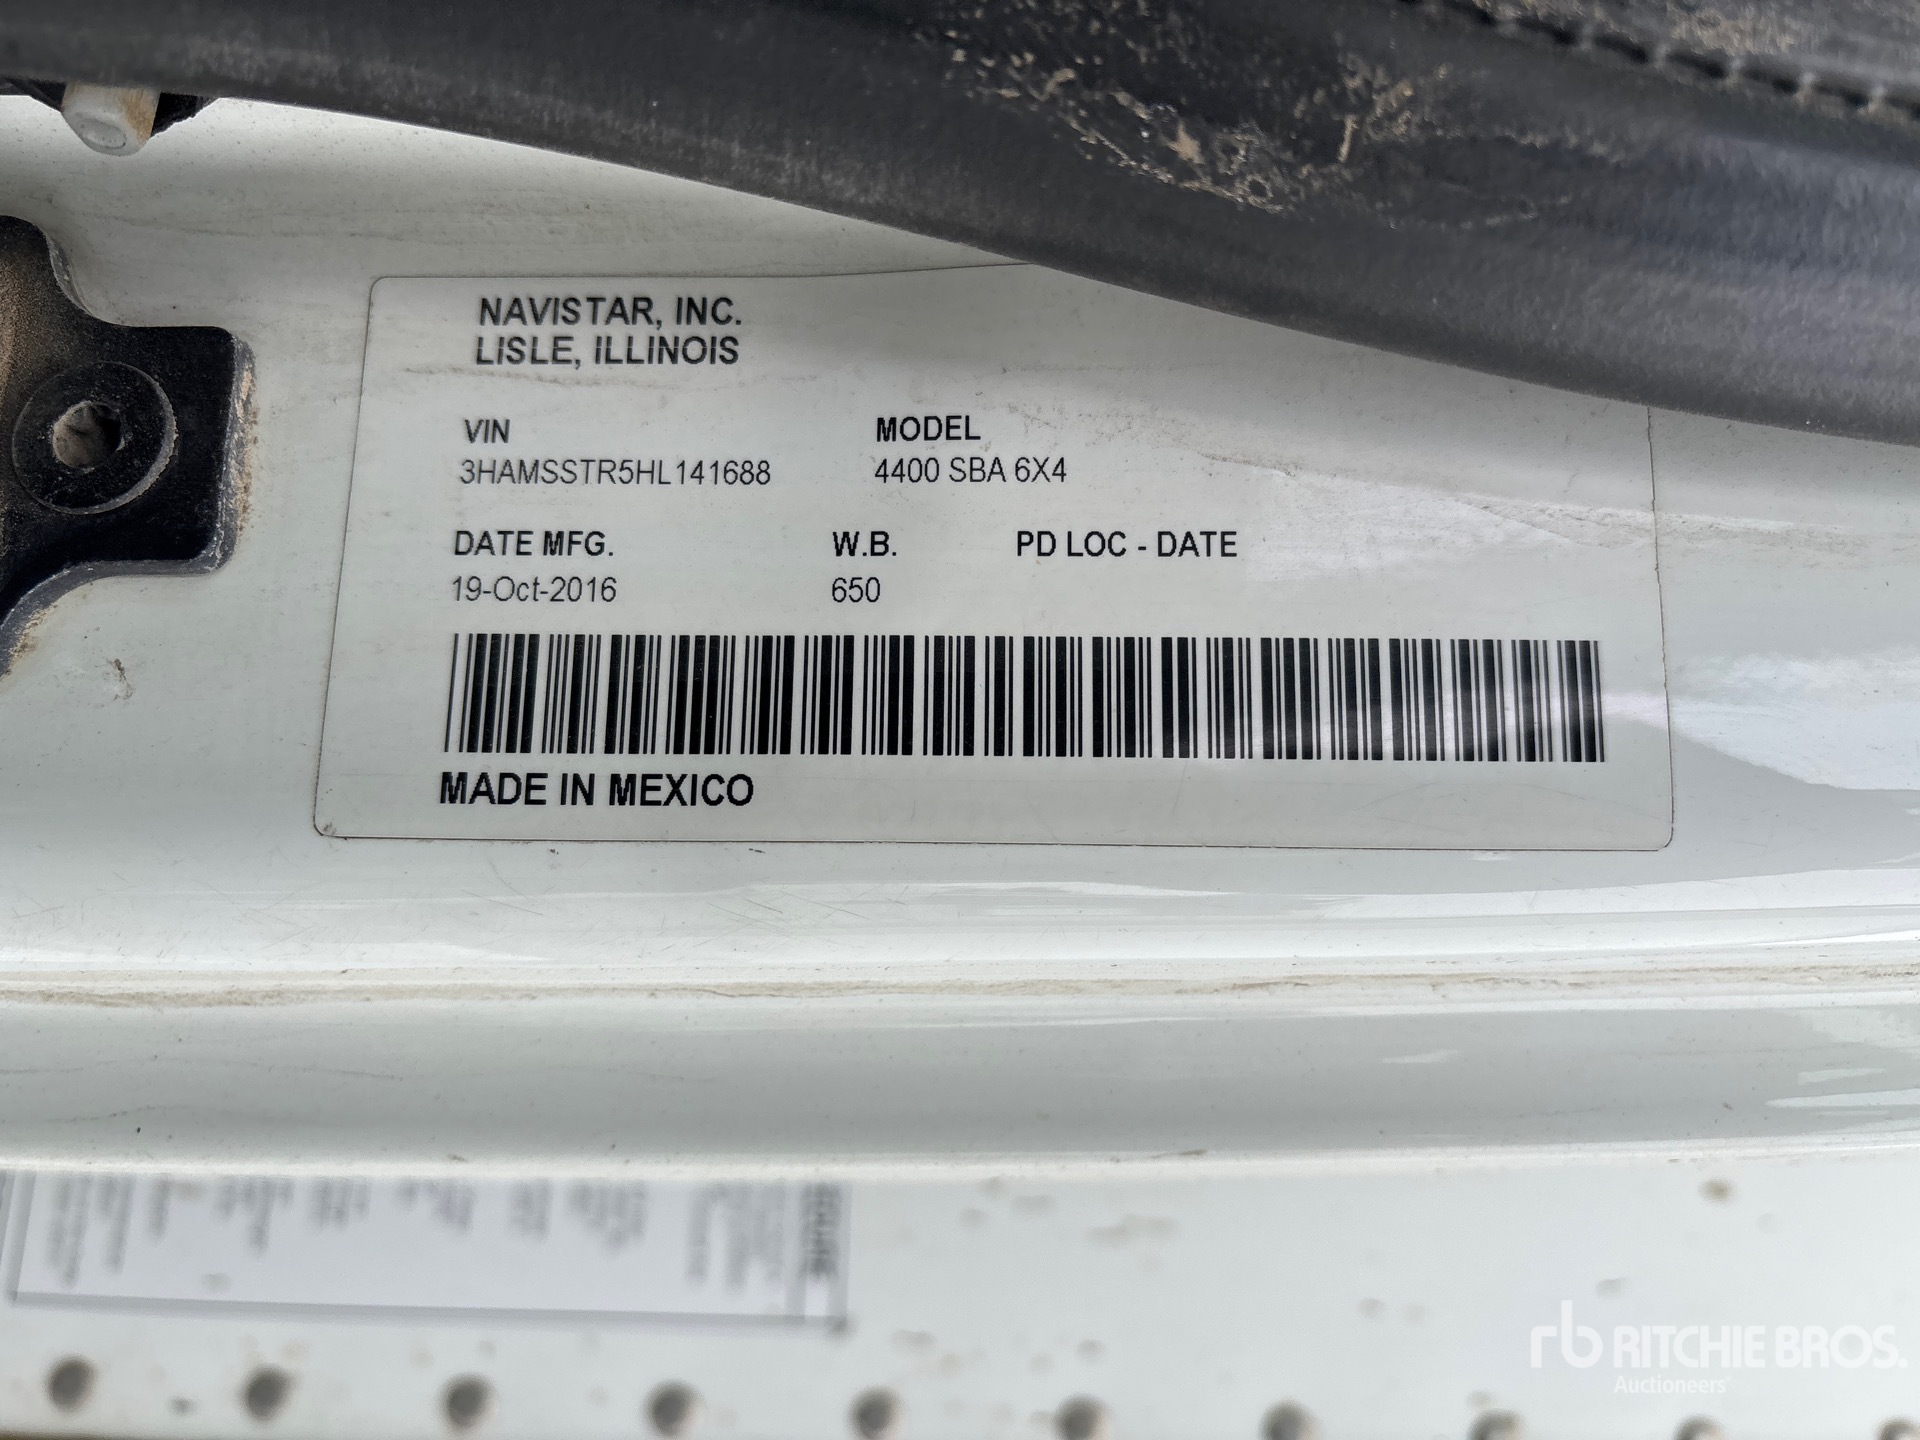 NAVISTAR, INC.
LISLE, ILLINOIS
VIN MODEL
3HAMSSTR5HL141688 4400 SBA 6X4
DATE MFG. W.B. PD LOC - DATE
19-Oct-2016 650
MADE IN MEXICO
rb RITCHIE BROS.
Auctioneers